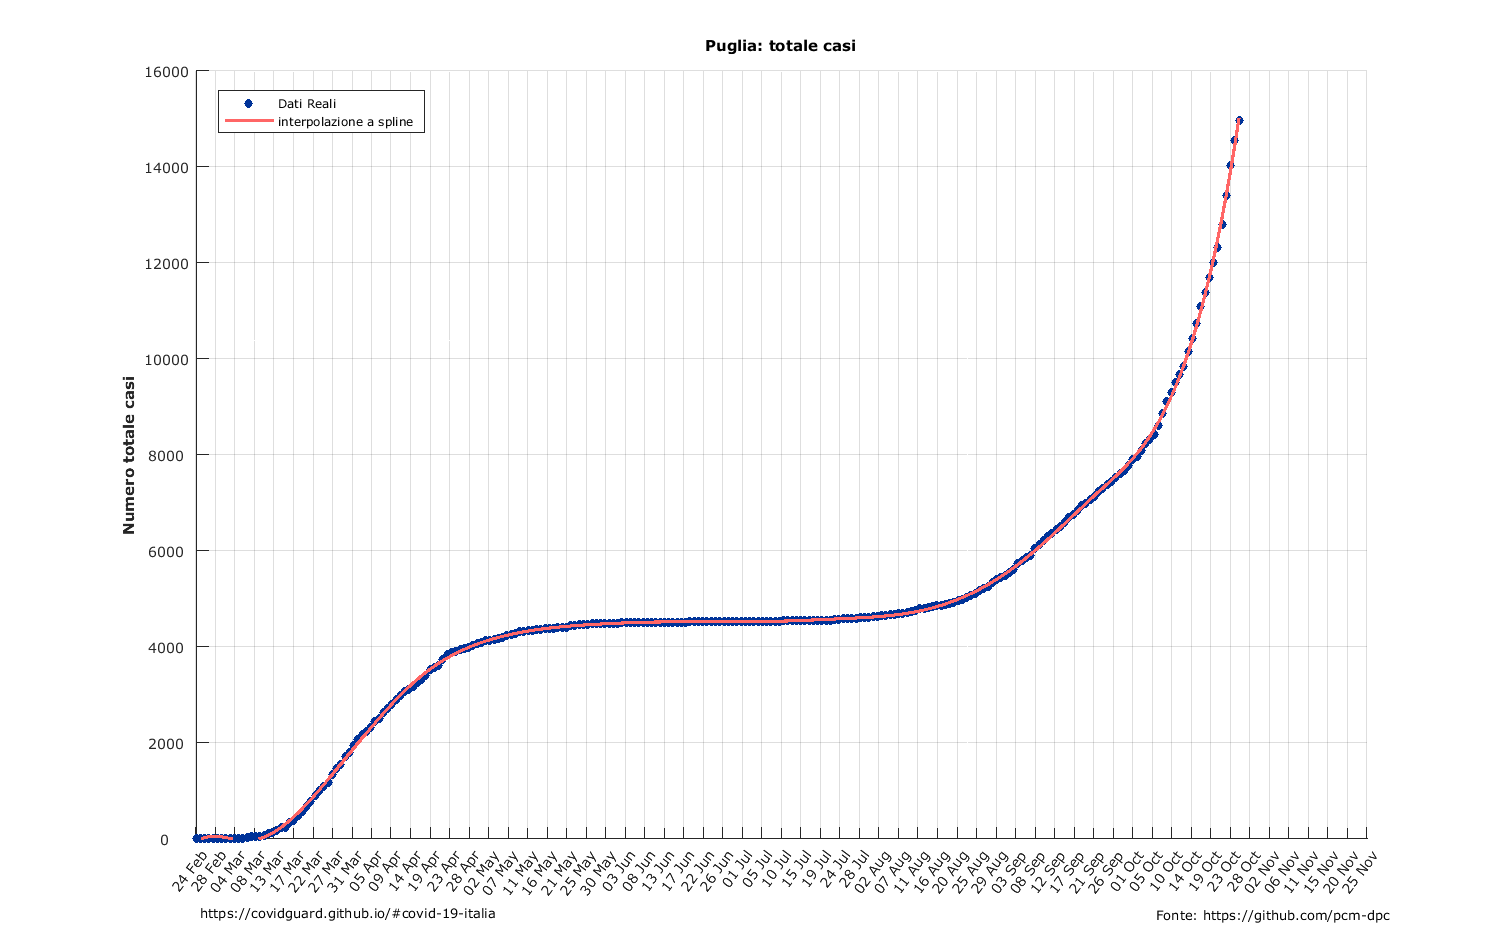 Puglia: totale casi
16000
14000
12000
10000
8000
6000
4000
2000
0
Numero totale casi
Dati Reali
interpolazione a spline
24 Feb
28 Feb
04 Mar
08 Mar
13 Mar
17 Mar
22 Mar
27 Mar
31 Mar
05 Apr
09 Apr
14 Apr
19 Apr
23 Apr
28 Apr
02 May
07 May
11 May
16 May
21 May
25 May
30 May
03 Jun
08 Jun
13 Jun
17 Jun
22 Jun
26 Jun
01 Jul
05 Jul
10 Jul
15 Jul
19 Jul
24 Jul
28 Jul
02 Aug
07 Aug
11 Aug
16 Aug
20 Aug
25 Aug
29 Aug
03 Sep
08 Sep
12 Sep
17 Sep
21 Sep
26 Sep
01 Oct
05 Oct
10 Oct
14 Oct
19 Oct
23 Oct
28 Oct
02 Nov
06 Nov
11 Nov
15 Nov
20 Nov
25 Nov
https://covidguard.github.io/#covid-19-italia
Fonte: https://github.com/pcm-dpc